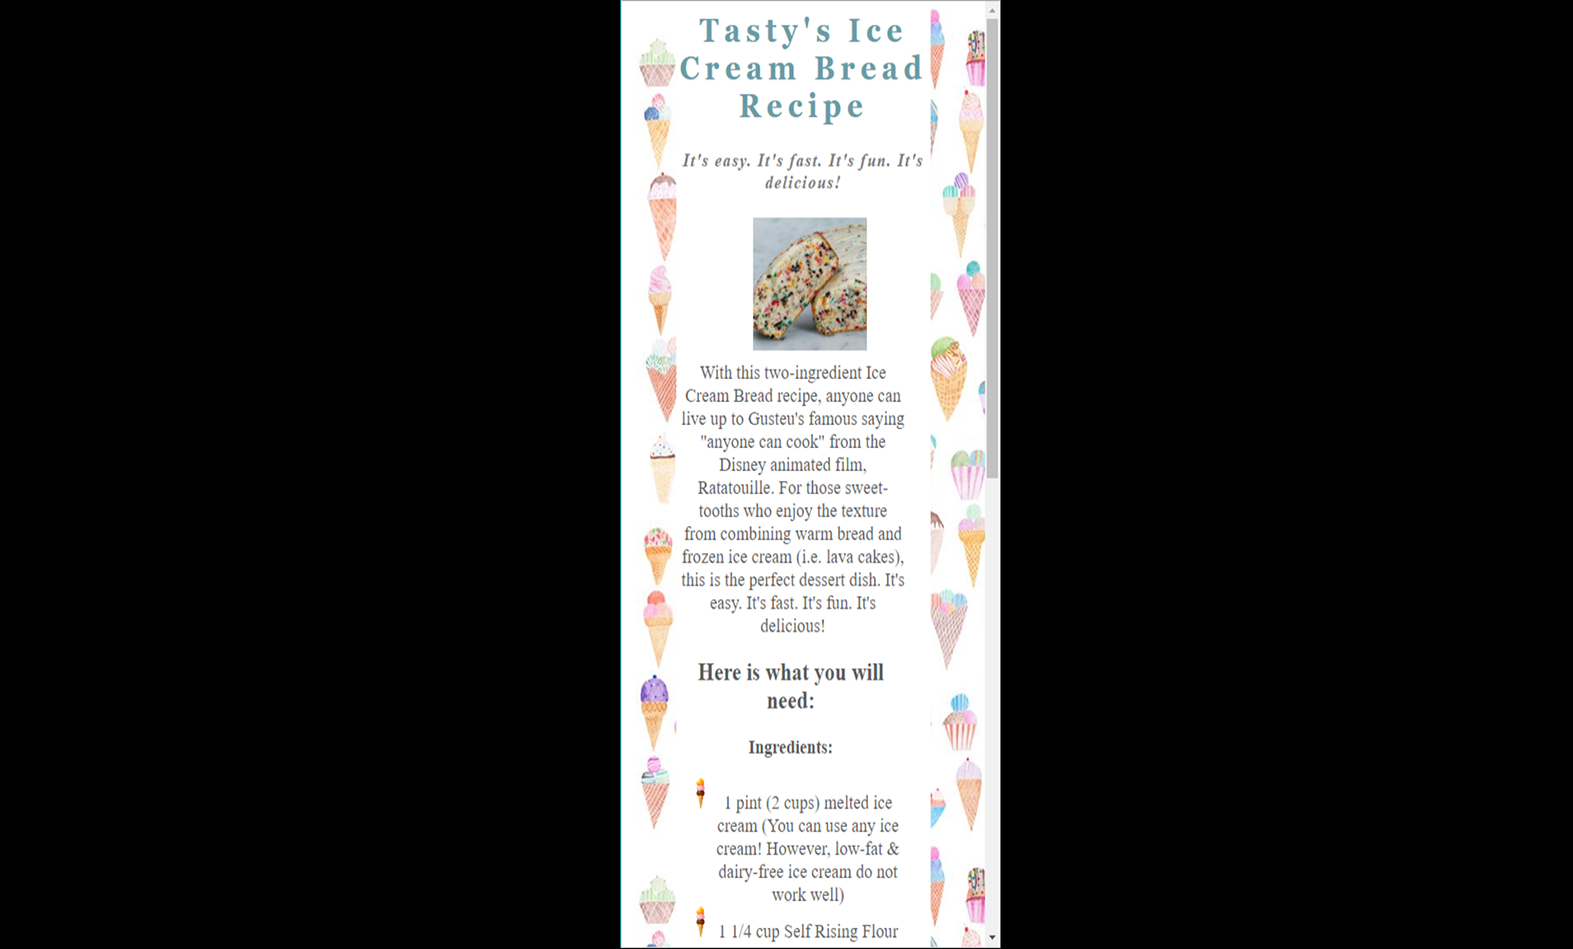 Tasty's Ice
Cream Bread
Recipe
It's easy. It's fast. It's fun. It's
delicious!
With this two-ingredient Ice
Cream Bread recipe, anyone can
live up to Gusteu's famous saying
"anyone can cook" from the
Disney animated film,
Ratatouille. For those sweet-
tooths who enjoy the texture
from combining warm bread and
frozen ice cream (i.e. lava cakes),
this is the perfect dessert dish. It's
easy. It's fast. It's fun. It's
delicious!
Here is what you will
need:
Ingredients:
1 pint (2 cups) melted ice
cream (You can use any ice
cream! However, low-fat &
dairy-free ice cream do not
work well)
1 1/4 cup Self Rising Flour